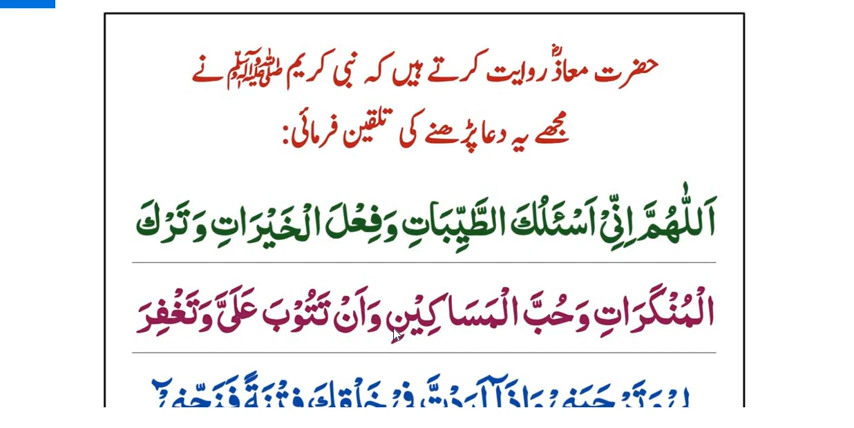 حضرت معاذؓ روایت کرتے ہیں کہ نبی کریم ﷺ نے
مجھے یہ دعا پڑھنے کی تلقین فرمائی:
اَللّٰهُمَّ اِنِّیْ اَسْئَلُكَ الطَّیِّبَاتِ وَفِعْلَ الْخَیْرَاتِ وَتَرْكَ
الْمُنْكَرَاتِ وَحُبَّ الْمَسَاكِیْنِ وَاَنْ تَتُوْبَ عَلَیَّ وَتَغْفِرَ